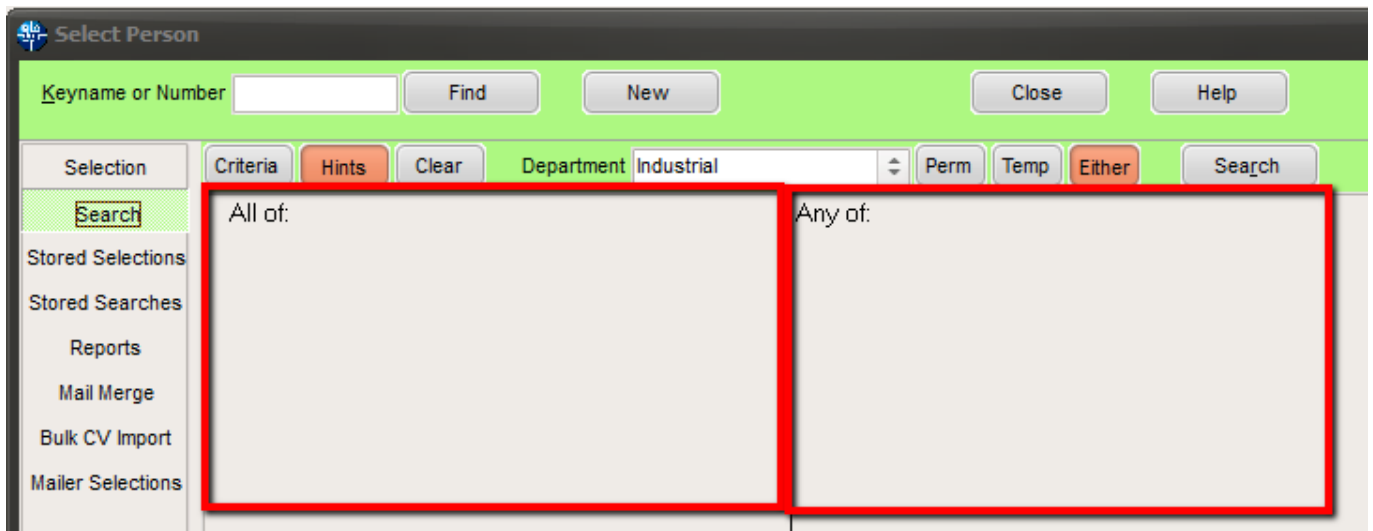 Select Person
Keyname or Number Find New Close Help
Selection Criteria Hints Clear Department Industrial Perm Temp Either Search
Search All of: Any of:
Stored Selections
Stored Searches
Reports
Mail Merge
Bulk CV Import
Mailer Selections